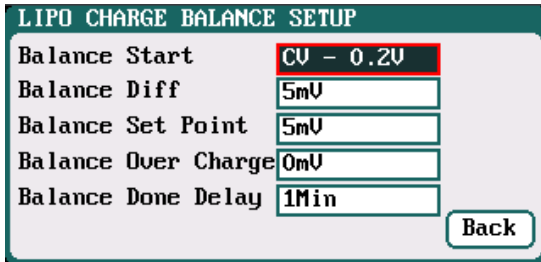 LIPO CHARGE BALANCE SETUP
Balance Start CV - 0.2V
Balance Diff 5mV
Balance Set Point 5mV
Balance Over Charge 0mV
Balance Done Delay 1Min
Back